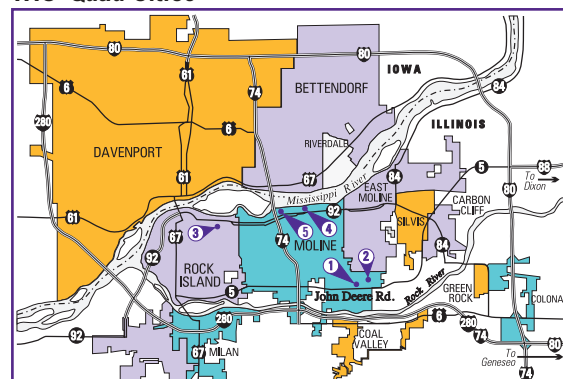 80
61
80
IOWA
84
6
61
74
BETTENDORF
280
6
ILLINOIS
DAVENPORT
RIVERDALE
5
88
To
Dixon
61
67
Mississippi River
84
EAST
MOLINE
80
CARBON
CLIFF
61
92
SILVIS
67
3
5
4
74
MOLINE
84
92
ROCK
ISLAND
1
2
5
John Deere Rd.
Rock River
GREEN
ROCK
COLONA
280
COAL
VALLEY
6
280
74
80
92
67
MILAN
To
Geneseo
74